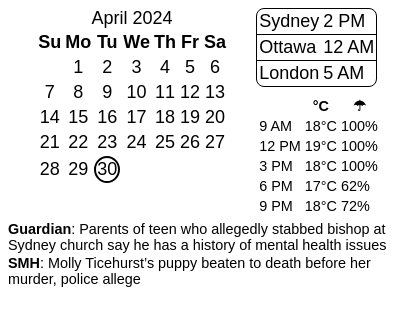 April 2024
Su Mo Tu We Th Fr Sa
1 2 3 4 5 6
7 8 9 10 11 12 13
14 15 16 17 18 19 20
21 22 23 24 25 26 27
28 29 30
Sydney 2 PM
Ottawa 12 AM
London 5 AM
°C ☂
9 AM 18°C 100%
12 PM 19°C 100%
3 PM 18°C 100%
6 PM 17°C 62%
9 PM 18°C 72%
Guardian: Parents of teen who allegedly stabbed bishop at
Sydney church say he has a history of mental health issues
SMH: Molly Ticehurst's puppy beaten to death before her
murder, police allege